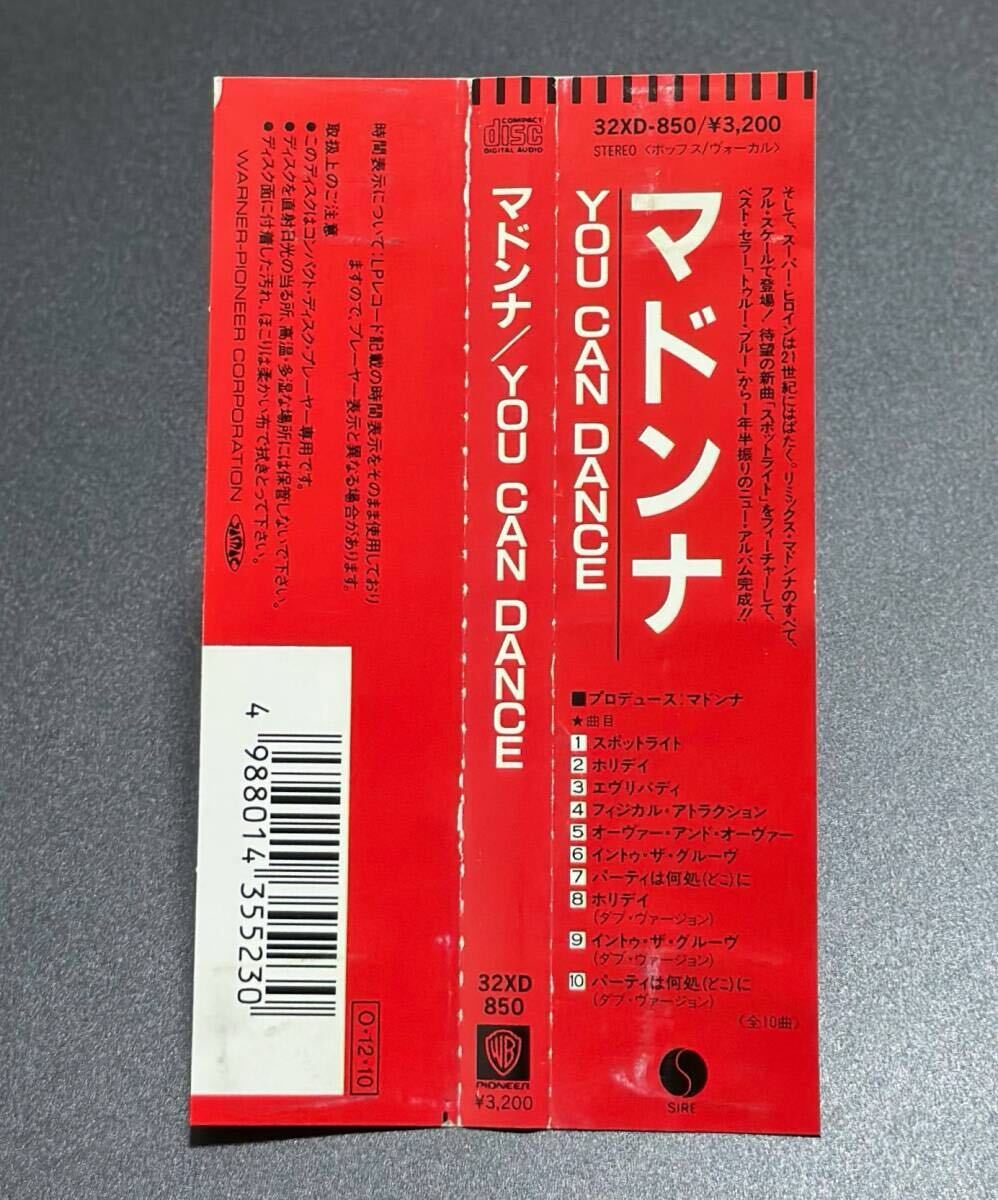 32XD-850/¥3,200
STEREO〈ポップス/ヴォーカル〉
そして、スーパー・ヒロインは21世紀にはばたく。リミックス・マドンナのすべて、
フル・スケールで登場! 待望の新曲「スポットライト」をフィーチャーして、
ベスト・セラー「トゥルー・ブルー」から1年半振りのニュー・アルバム完成!!
マドンナ
YOU CAN DANCE
■プロデュース:マドンナ
★曲目
1 スポットライト
2 ホリデイ
3 エヴリバディ
4 フィジカル・アトラクション
5 オーヴァー・アンド・オーヴァー
6 イントゥ・ザ・グルーヴ
7 パーティは何処(どこ)に
8 ホリデイ
(ダブ・ヴァージョン)
9 イントゥ・ザ・グルーヴ
(ダブ・ヴァージョン)
10 パーティは何処(どこ)に
(ダブ・ヴァージョン)
〈全10曲〉
SIRE
COMPACT
disc
DIGITAL AUDIO
マドンナ/YOU CAN DANCE
32XD
850
WB
PIONEER
¥3,200
時間表示について:LPレコード記載の時間表示をそのまま使用しており
ますので、プレーヤー表示と異なる場合があります。
取扱上のご注意
●このディスクはコンパクト・ディスク・プレーヤー専用です。
●ディスクを直射日光の当る所、高温・多湿な場所には保管しないで下さい。
●ディスク面に付着した汚れ、ほこりは柔かい布で拭きとって下さい。
WARNER-PIONEER CORPORATION
4 988014 355230
O・12・10